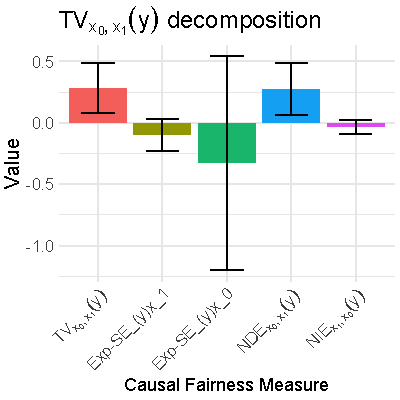 TVx₀, x₁(y) decomposition
Value
0.5
0.0
-0.5
-1.0
TVx₀, x₁(y)
Exp-SE_(y)x_1
Exp-SE_(y)x_0
NDEx₀, x₁(y)
NIEx₁, x₀(y)
Causal Fairness Measure